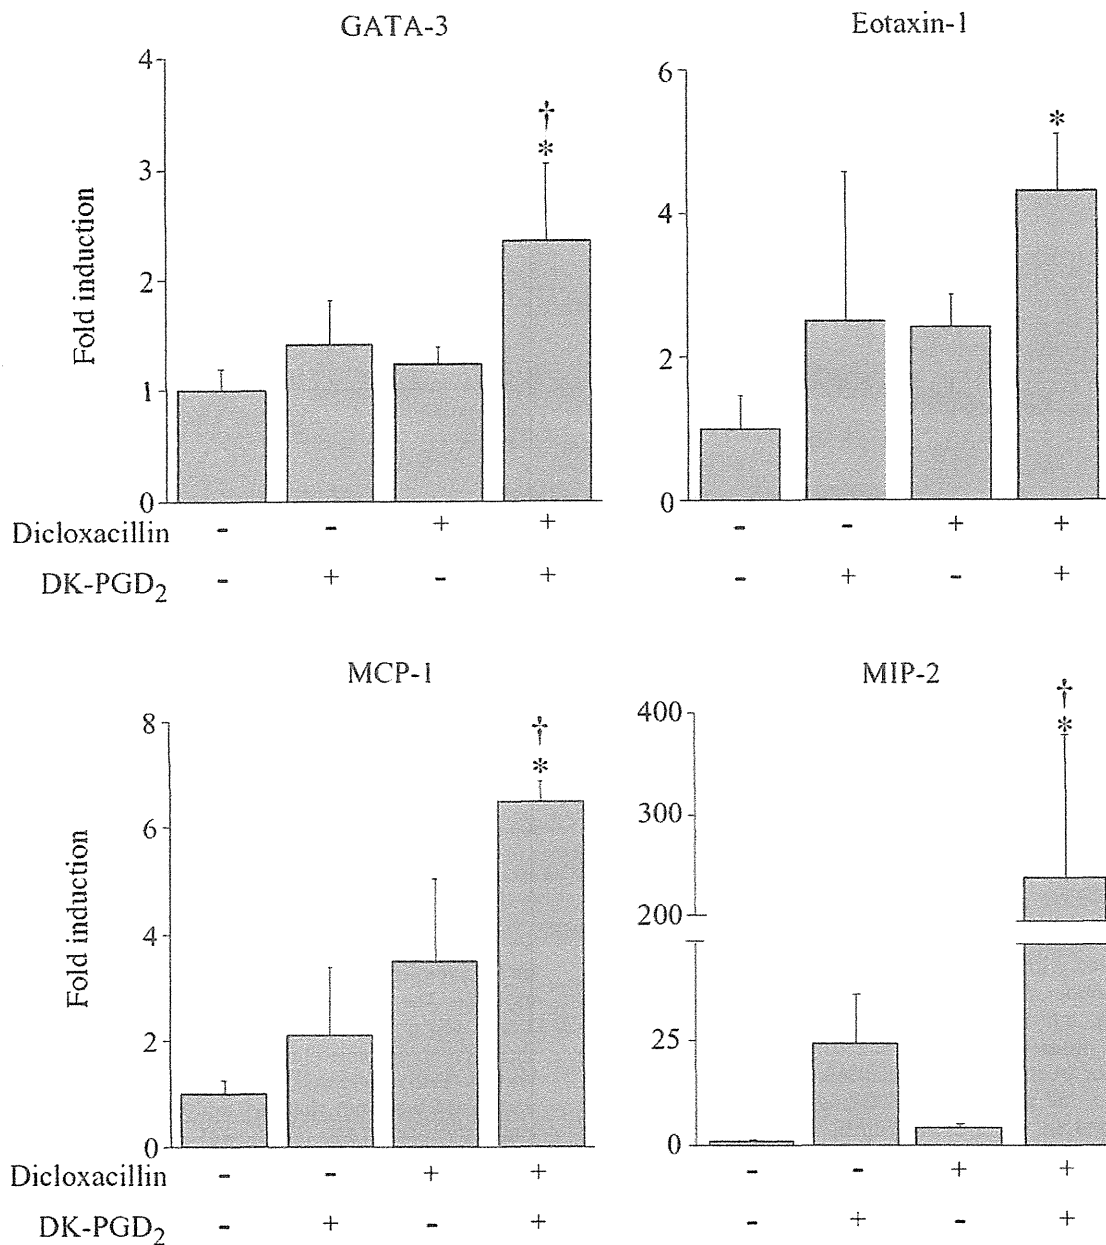 GATA-3
Eotaxin-1
Fold induction
4
3
2
1
0
6
4
2
0
†
*
*
Dicloxacillin - - + +
- - + +
DK-PGD2 - + - +
- + - +
MCP-1
MIP-2
Fold induction
8
6
4
2
0
400
300
200
25
0
†
*
†
*
Dicloxacillin - - + +
- - + +
DK-PGD2 - + - +
- + - +